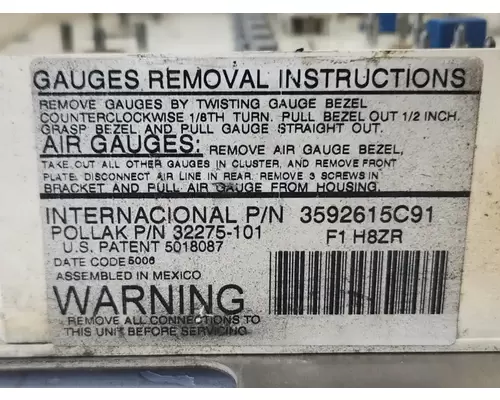 GAUGES REMOVAL INSTRUCTIONS
REMOVE GAUGES BY TWISTING GAUGE BEZEL
COUNTERCLOCKWISE 1/8TH TURN. PULL BEZEL OUT 1/2 INCH.
GRASP BEZEL AND PULL GAUGE STRAIGHT OUT.
AIR GAUGES: REMOVE AIR GAUGE BEZEL,
TAKE OUT ALL OTHER GAUGES IN CLUSTER, AND REMOVE FRONT
PLATE. DISCONNECT AIR LINE IN REAR. REMOVE 3 SCREWS IN
BRACKET AND PULL AIR GAUGE FROM HOUSING.
INTERNACIONAL P/N 3592615C91
POLLAK P/N 32275-101 F1 H8ZR
U.S. PATENT 5018087
DATE CODE 5006
ASSEMBLED IN MEXICO
WARNING
REMOVE ALL CONNECTIONS TO
THIS UNIT BEFORE SERVICING